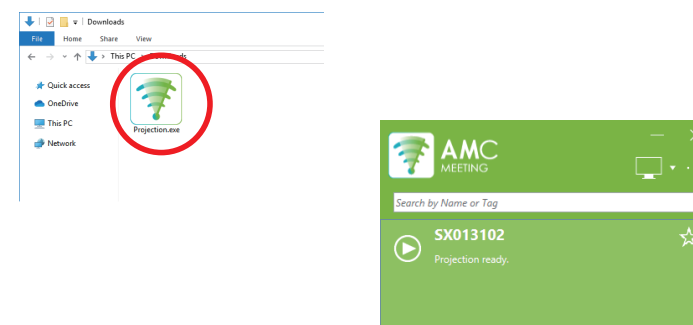 Downloads
File Home Share View
This PC Downloads
Quick access
OneDrive
This PC
Network
Projection.exe
AMC
MEETING
Search by Name or Tag
SX013102
Projection ready.